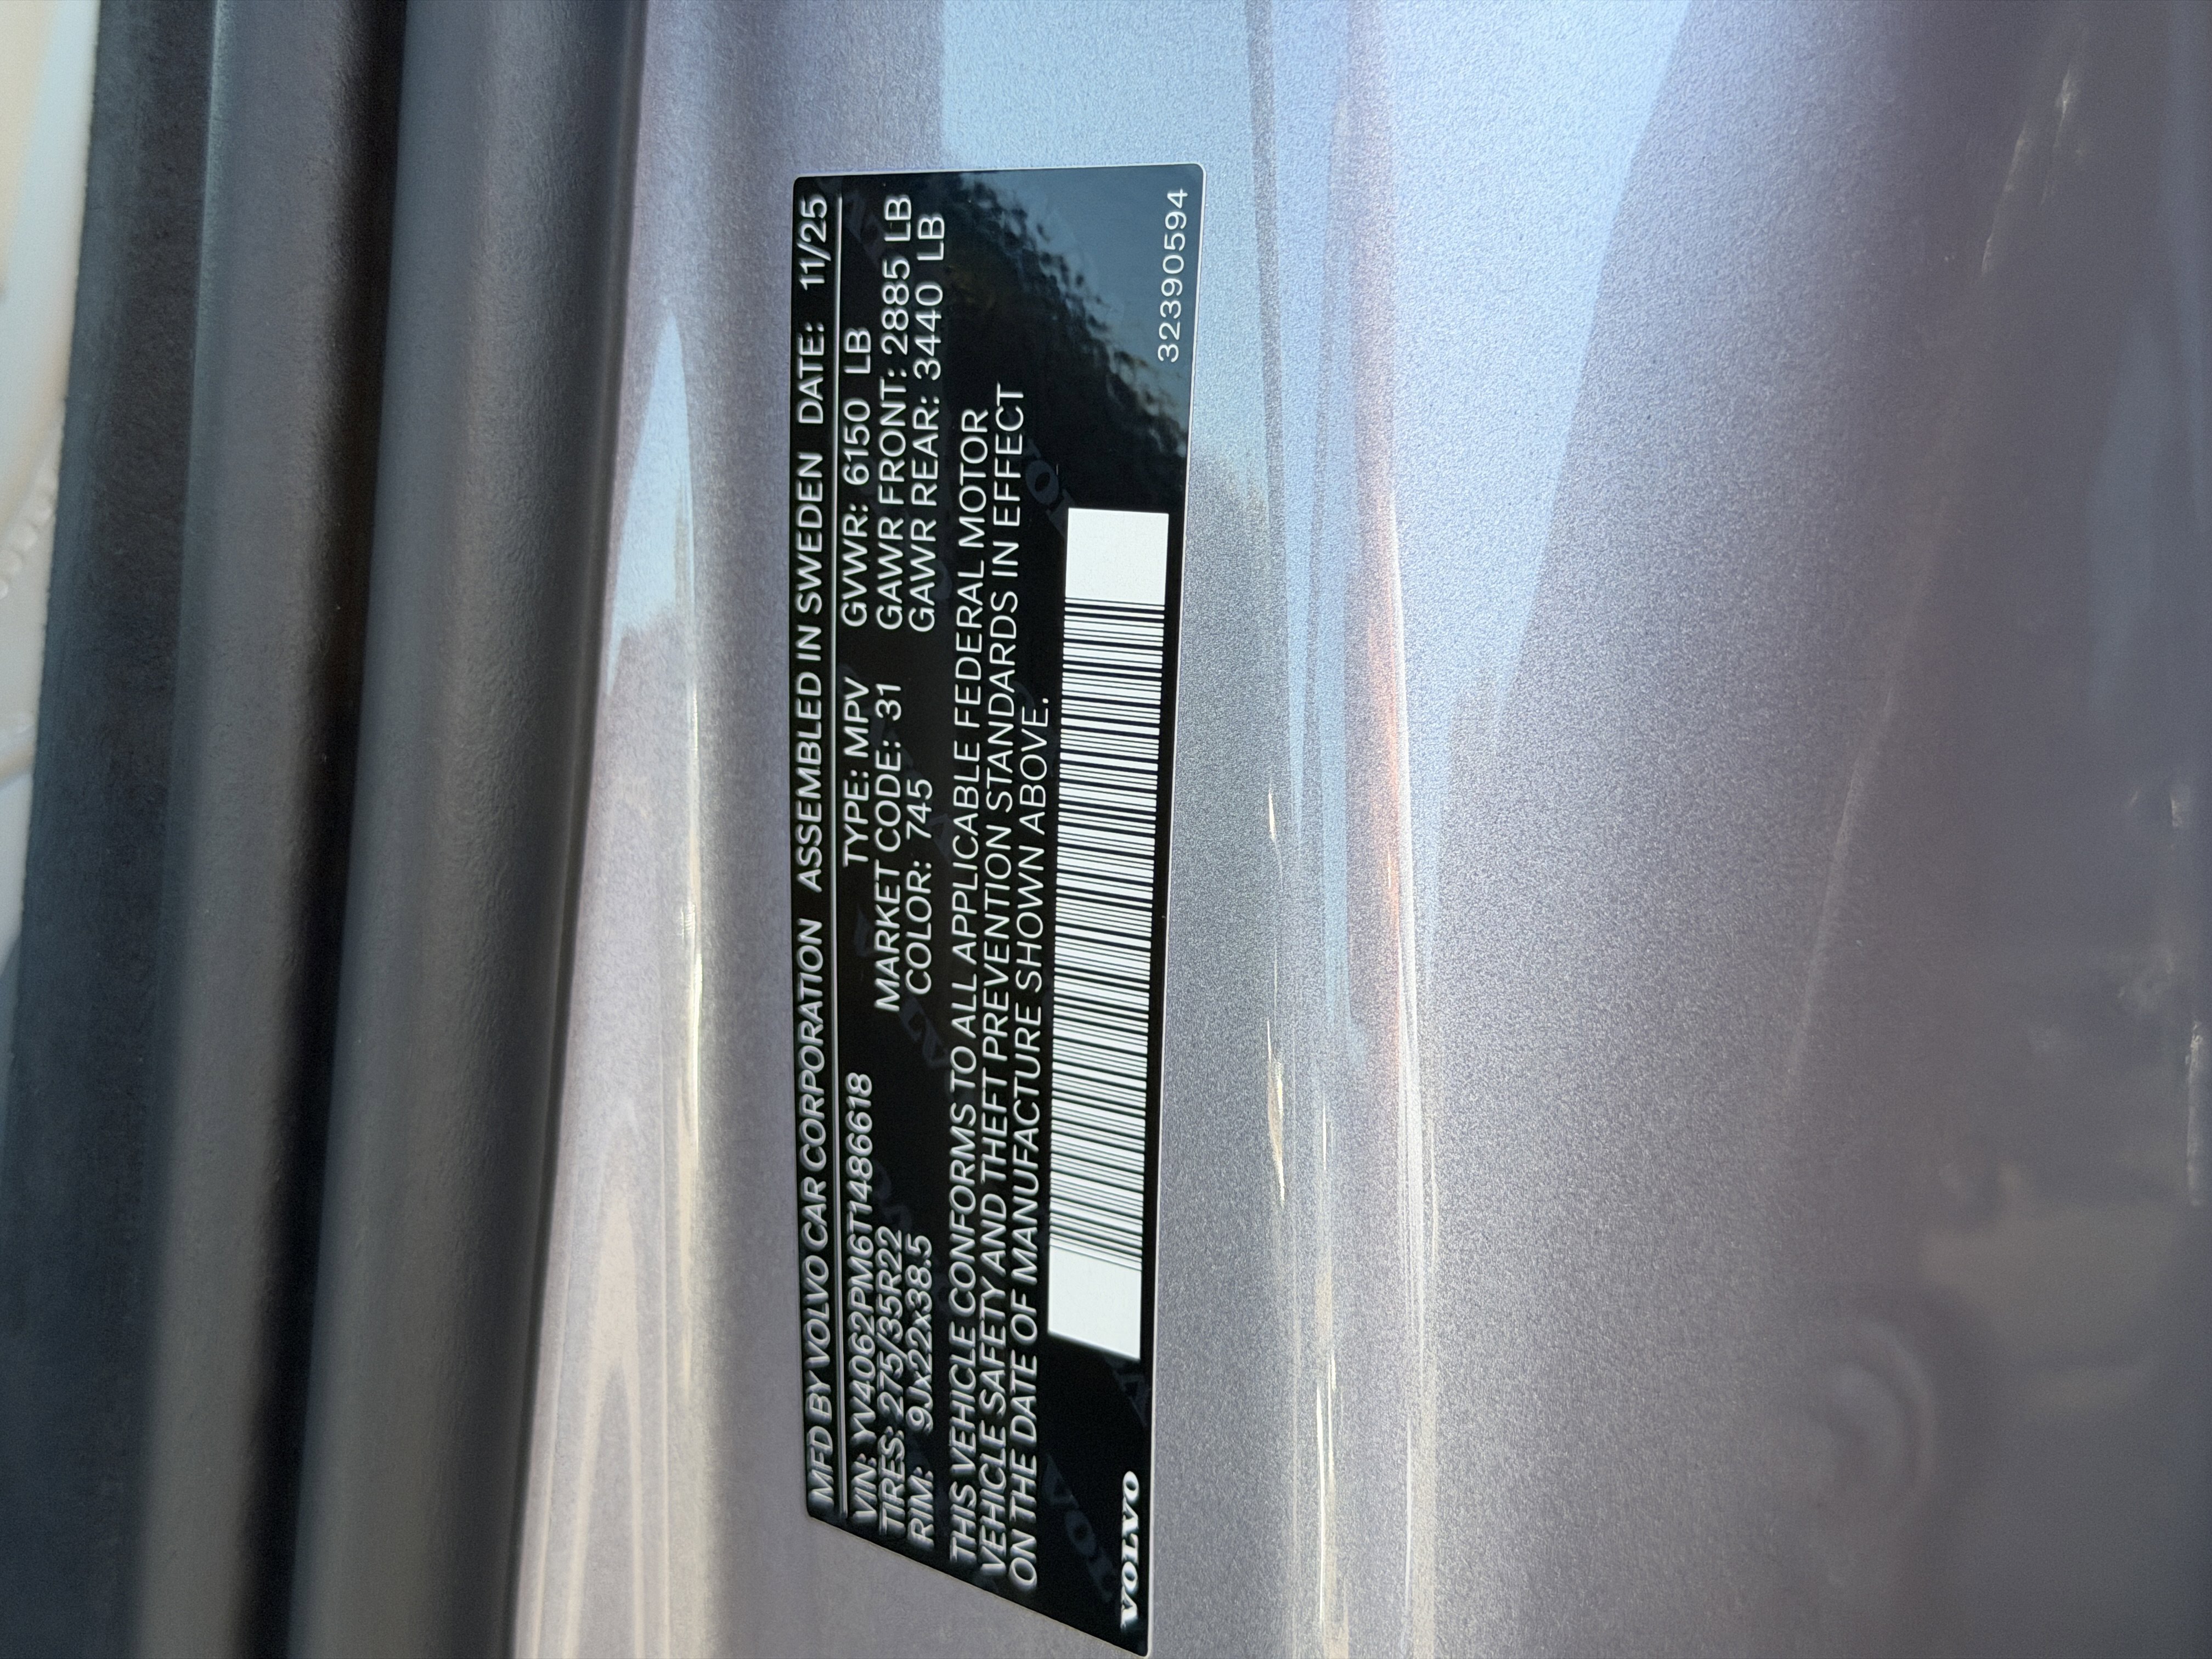 MFD BY VOLVO CAR CORPORATION ASSEMBLED IN SWEDEN DATE: 11/25
VIN: YV4062PM6T1486618 TYPE: MPV GVWR: 6150 LB
TIRES: 275/35R22 MARKET CODE: 31 GAWR FRONT: 2885 LB
RIM: 9Jx22x38.5 COLOR: 745 GAWR REAR: 3440 LB
THIS VEHICLE CONFORMS TO ALL APPLICABLE FEDERAL MOTOR
VEHICLE SAFETY AND THEFT PREVENTION STANDARDS IN EFFECT
ON THE DATE OF MANUFACTURE SHOWN ABOVE.
VOLVO 32390594